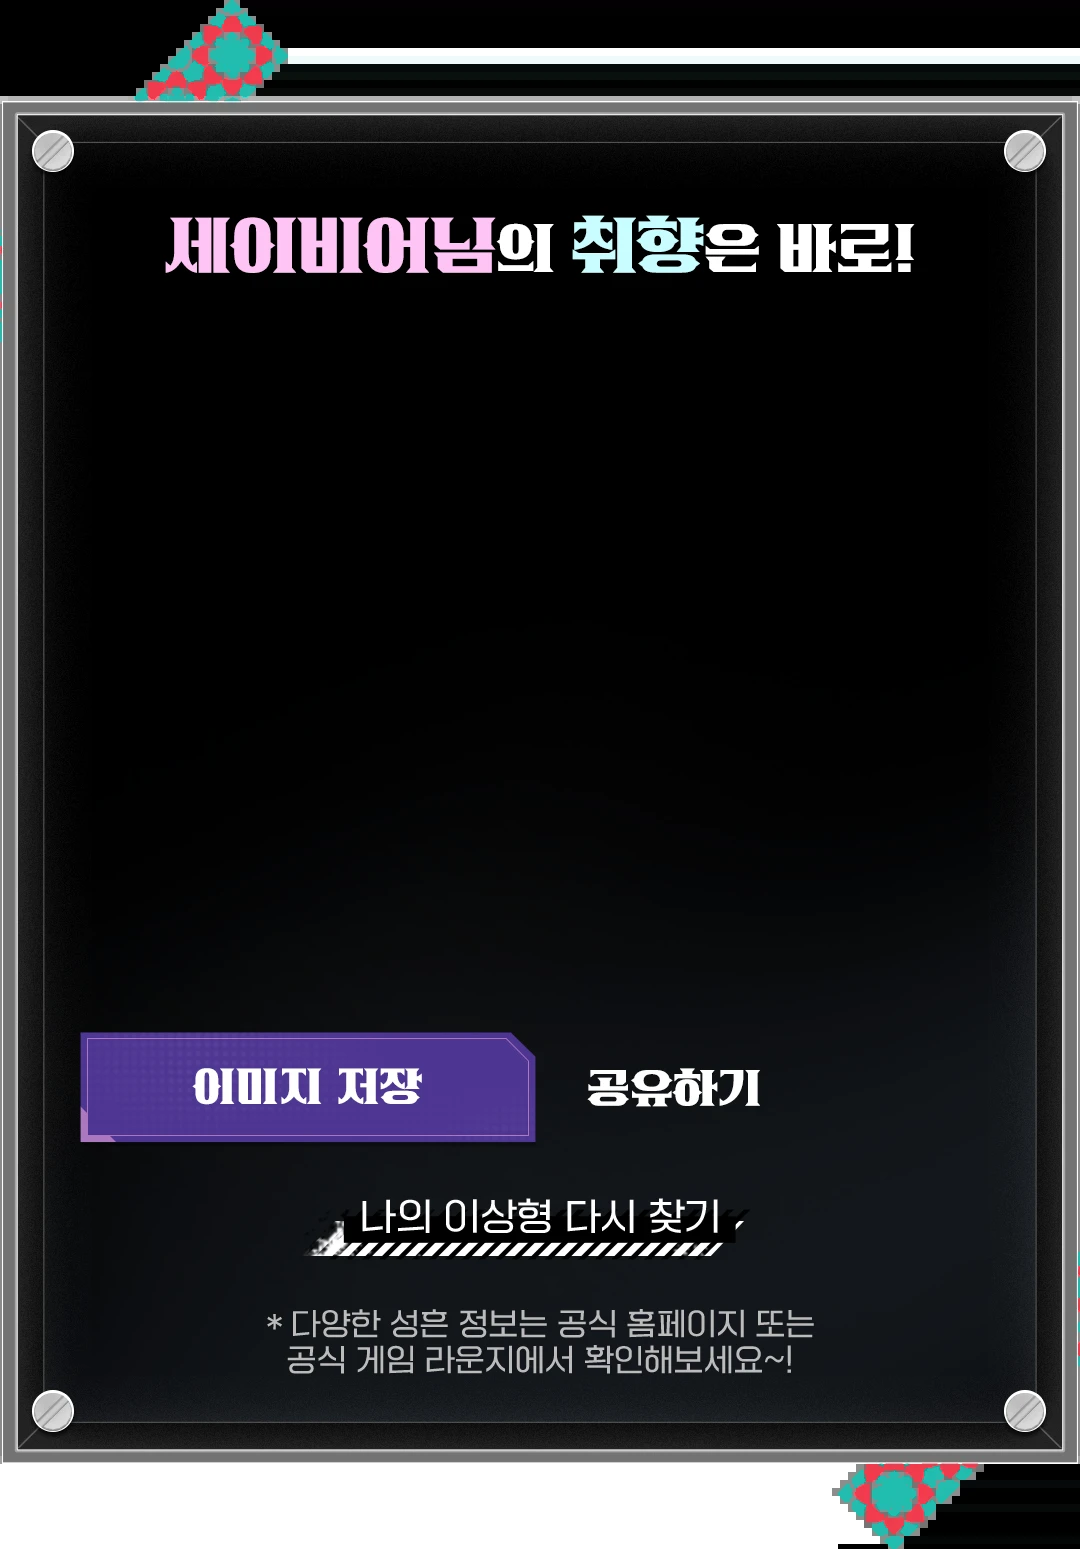 세이비어님의 취향은 바로!
이미지 저장
공유하기
나의 이상형 다시 찾기
* 다양한 성흔 정보는 공식 홈페이지 또는
공식 게임 라운지에서 확인해보세요~!